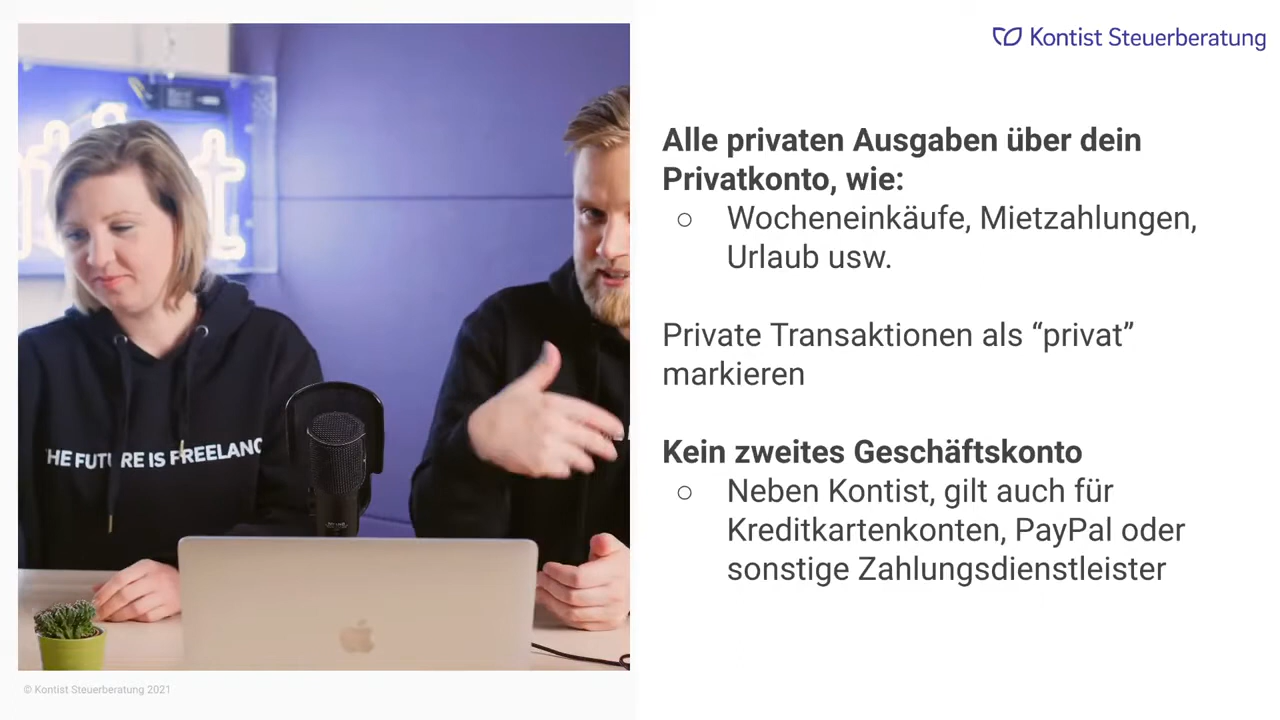 Kontist Steuerberatung
Alle privaten Ausgaben über dein
Privatkonto, wie:
○ Wocheneinkäufe, Mietzahlungen,
Urlaub usw.
Private Transaktionen als “privat”
markieren
Kein zweites Geschäftskonto
○ Neben Kontist, gilt auch für
Kreditkartenkonten, PayPal oder
sonstige Zahlungsdienstleister
HE FUTURE IS FREELANC
© Kontist Steuerberatung 2021